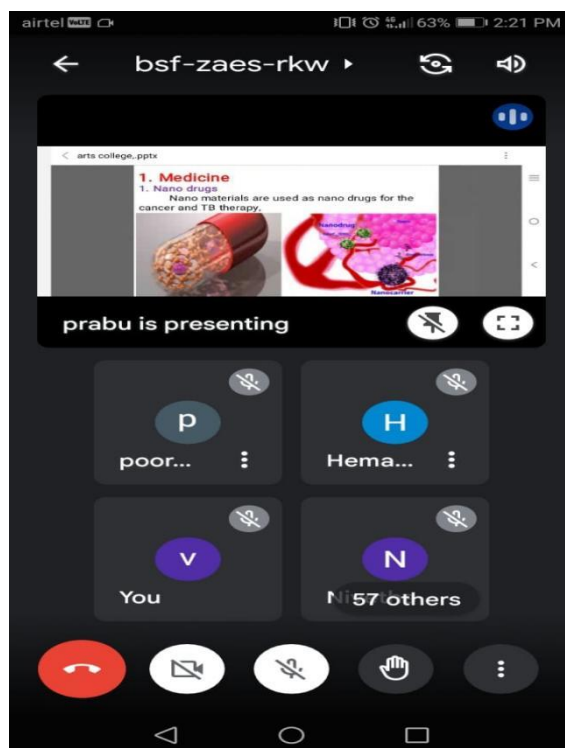 airtel VoLTE 4G 63% 2:21 PM
bsf-zaes-rkw
arts college,.pptx
1. Medicine
1. Nano drugs
Nano materials are used as nano drugs for the
cancer and TB therapy,
Nanodrug
Nanocarrier
prabu is presenting
p
H
poor...
Hema...
v
N
You
57 others